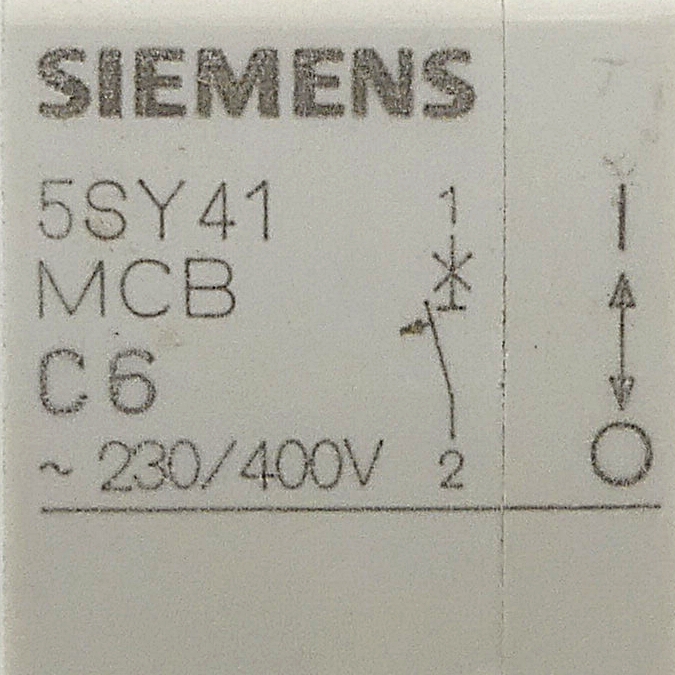 SIEMENS
5SY41
MCB
C6
~ 230/400V
1
2
I
O